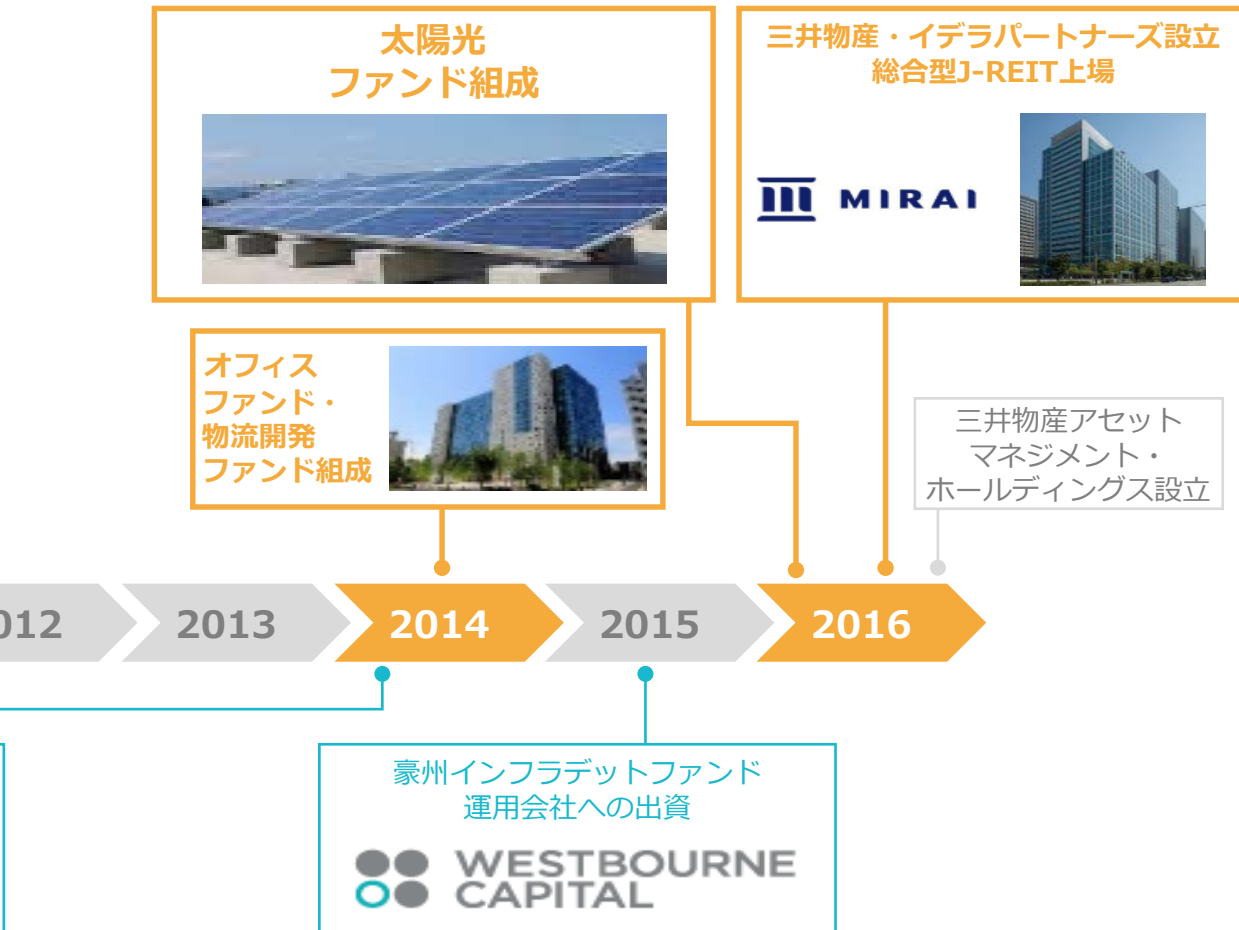 太陽光
ファンド組成
三井物産・イデラパートナーズ設立
総合型J-REIT上場
MIRAI
オフィス
ファンド・
物流開発
ファンド組成
三井物産アセット
マネジメント・
ホールディングス設立
012
2013
2014
2015
2016
豪州インフラデットファンド
運用会社への出資
WESTBOURNE
CAPITAL